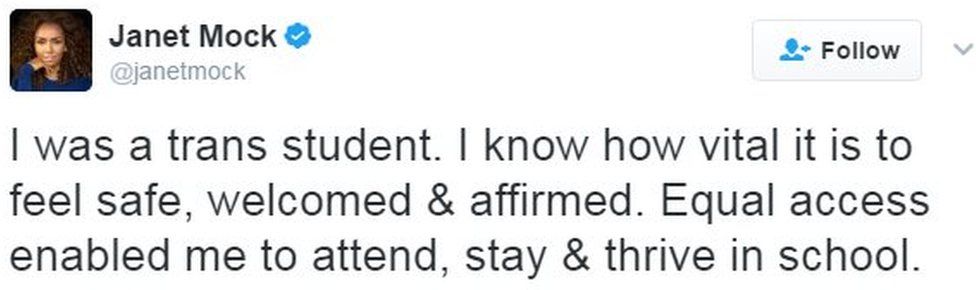 Janet Mock
@janetmock
Follow
I was a trans student. I know how vital it is to
feel safe, welcomed & affirmed. Equal access
enabled me to attend, stay & thrive in school.